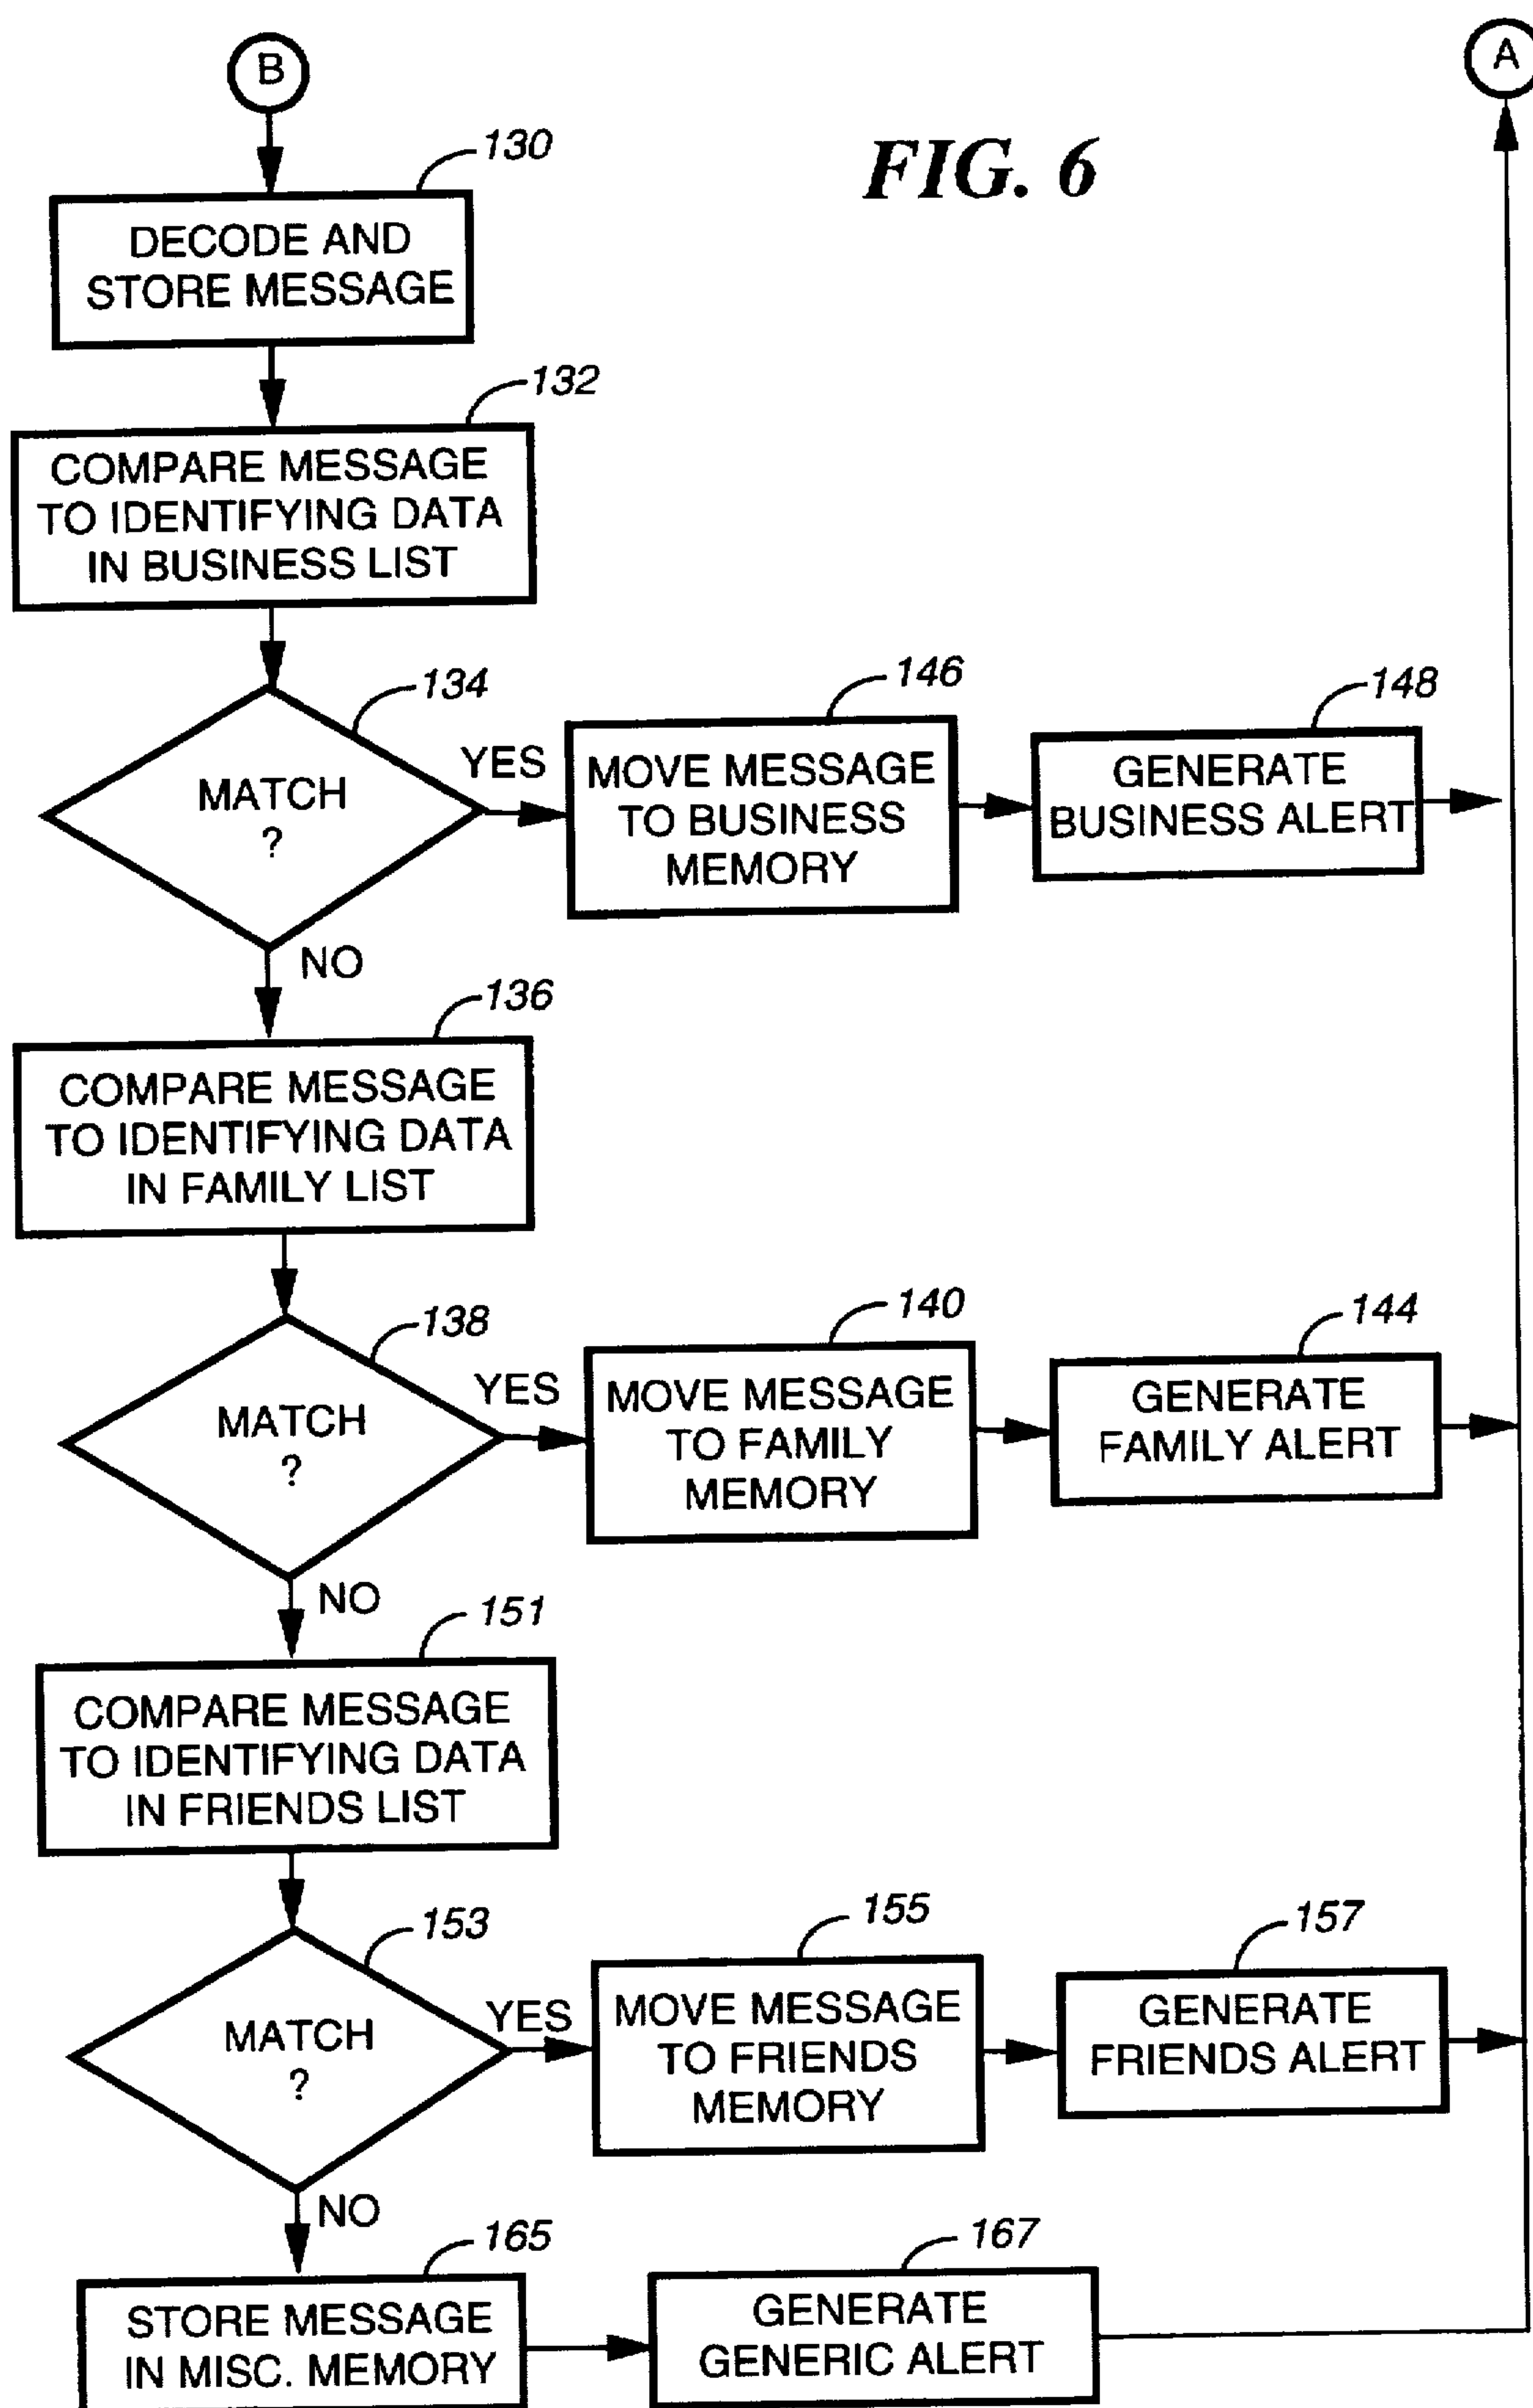 B
A
FIG. 6
130
DECODE AND
STORE MESSAGE
132
COMPARE MESSAGE
TO IDENTIFYING DATA
IN BUSINESS LIST
134
MATCH
?
YES
146
MOVE MESSAGE
TO BUSINESS
MEMORY
148
GENERATE
BUSINESS ALERT
NO
136
COMPARE MESSAGE
TO IDENTIFYING DATA
IN FAMILY LIST
138
MATCH
?
YES
140
MOVE MESSAGE
TO FAMILY
MEMORY
144
GENERATE
FAMILY ALERT
NO
151
COMPARE MESSAGE
TO IDENTIFYING DATA
IN FRIENDS LIST
153
MATCH
?
YES
155
MOVE MESSAGE
TO FRIENDS
MEMORY
157
GENERATE
FRIENDS ALERT
NO
165
STORE MESSAGE
IN MISC. MEMORY
167
GENERATE
GENERIC ALERT